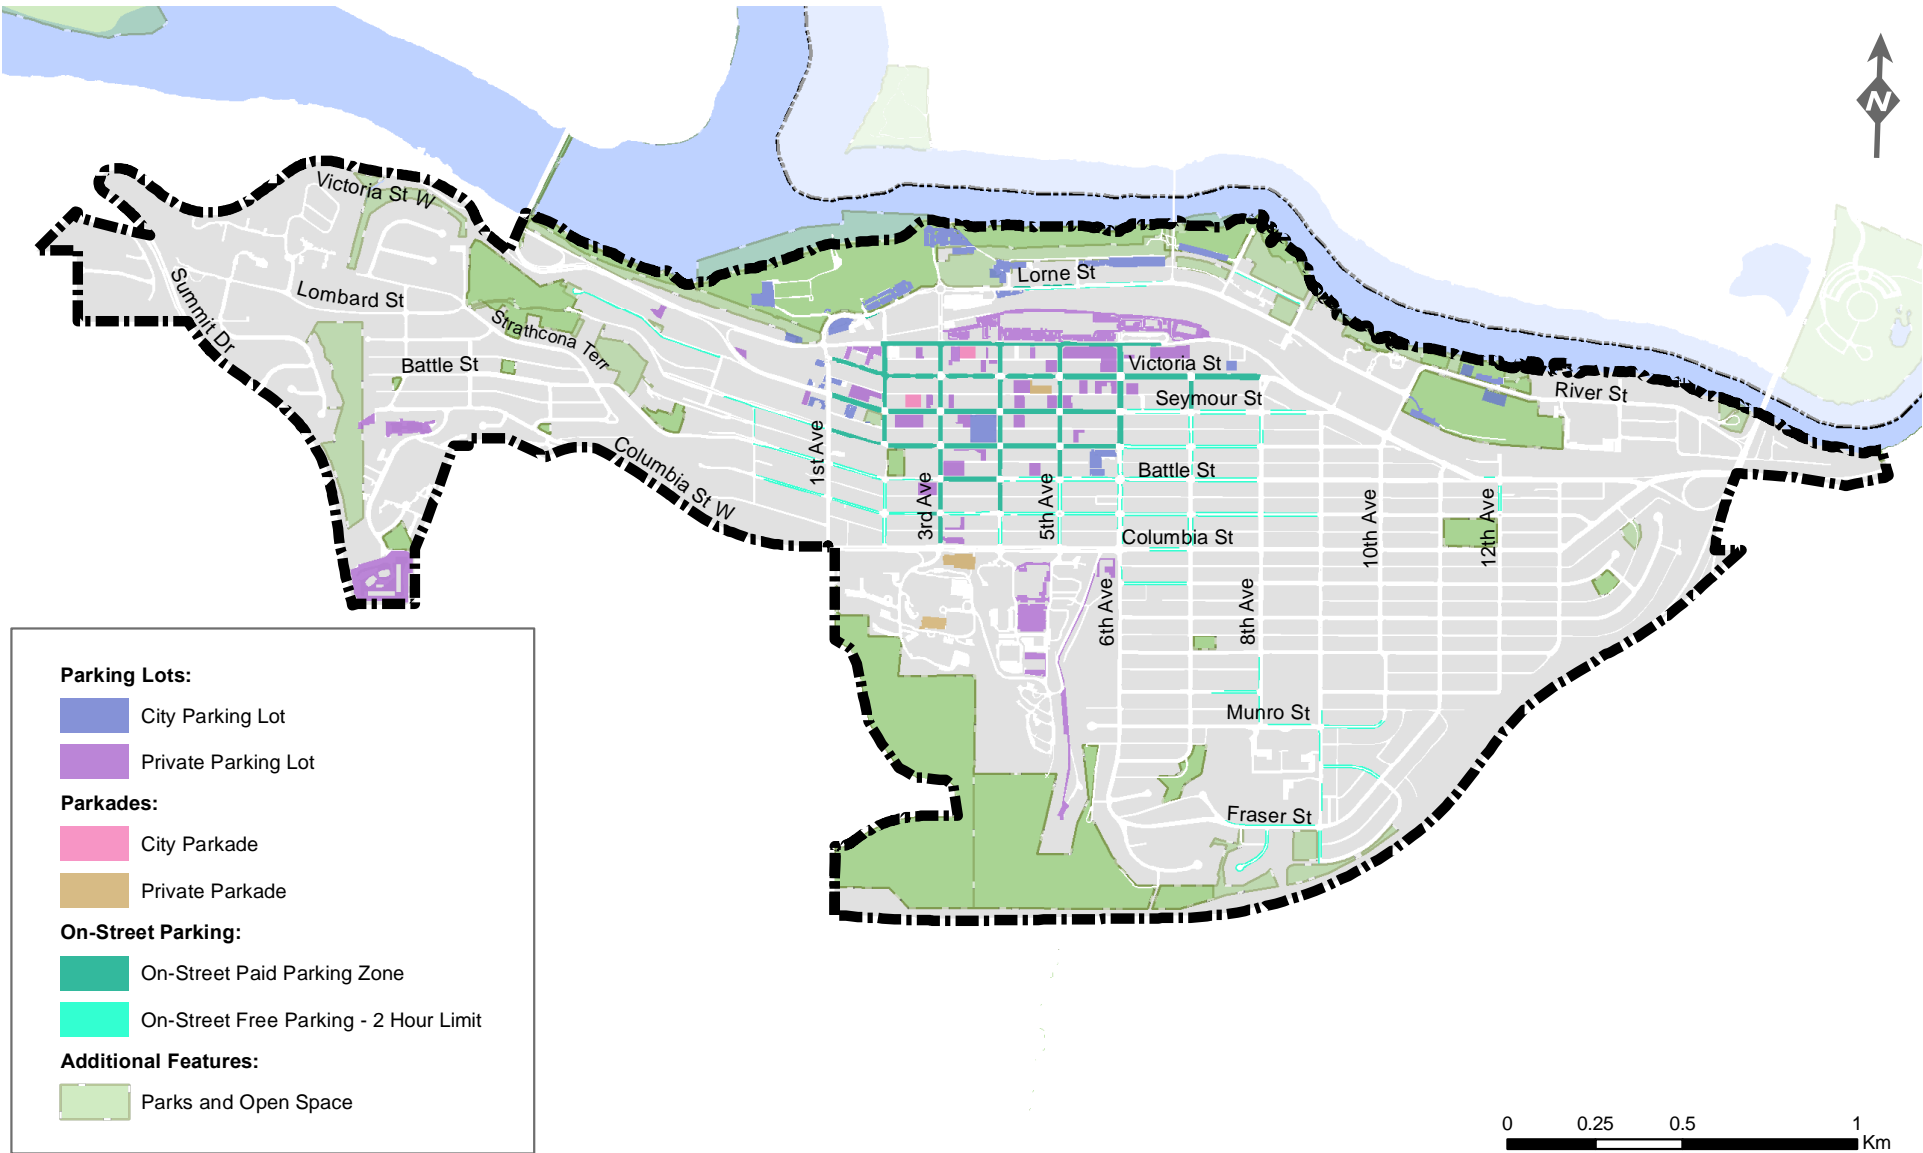 N
Victoria St W
Summit Dr
Lombard St
Strathcona Terr
Battle St
Columbia St W
Lorne St
Victoria St
Seymour St
River St
1st Ave
Battle St
3rd Ave
5th Ave
Columbia St
10th Ave
12th Ave
6th Ave
8th Ave
Munro St
Fraser St
Parking Lots:
City Parking Lot
Private Parking Lot
Parkades:
City Parkade
Private Parkade
On-Street Parking:
On-Street Paid Parking Zone
On-Street Free Parking - 2 Hour Limit
Additional Features:
Parks and Open Space
0 0.25 0.5 1
Km